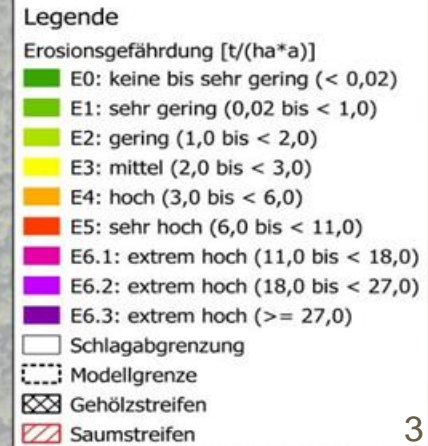 Legende
Erosionsgefährdung [t/(ha*a)]
E0: keine bis sehr gering (< 0,02)
E1: sehr gering (0,02 bis < 1,0)
E2: gering (1,0 bis < 2,0)
E3: mittel (2,0 bis < 3,0)
E4: hoch (3,0 bis < 6,0)
E5: sehr hoch (6,0 bis < 11,0)
E6.1: extrem hoch (11,0 bis < 18,0)
E6.2: extrem hoch (18,0 bis < 27,0)
E6.3: extrem hoch (>= 27,0)
Schlagabgrenzung
Modellgrenze
Gehölzstreifen
Saumstreifen
3